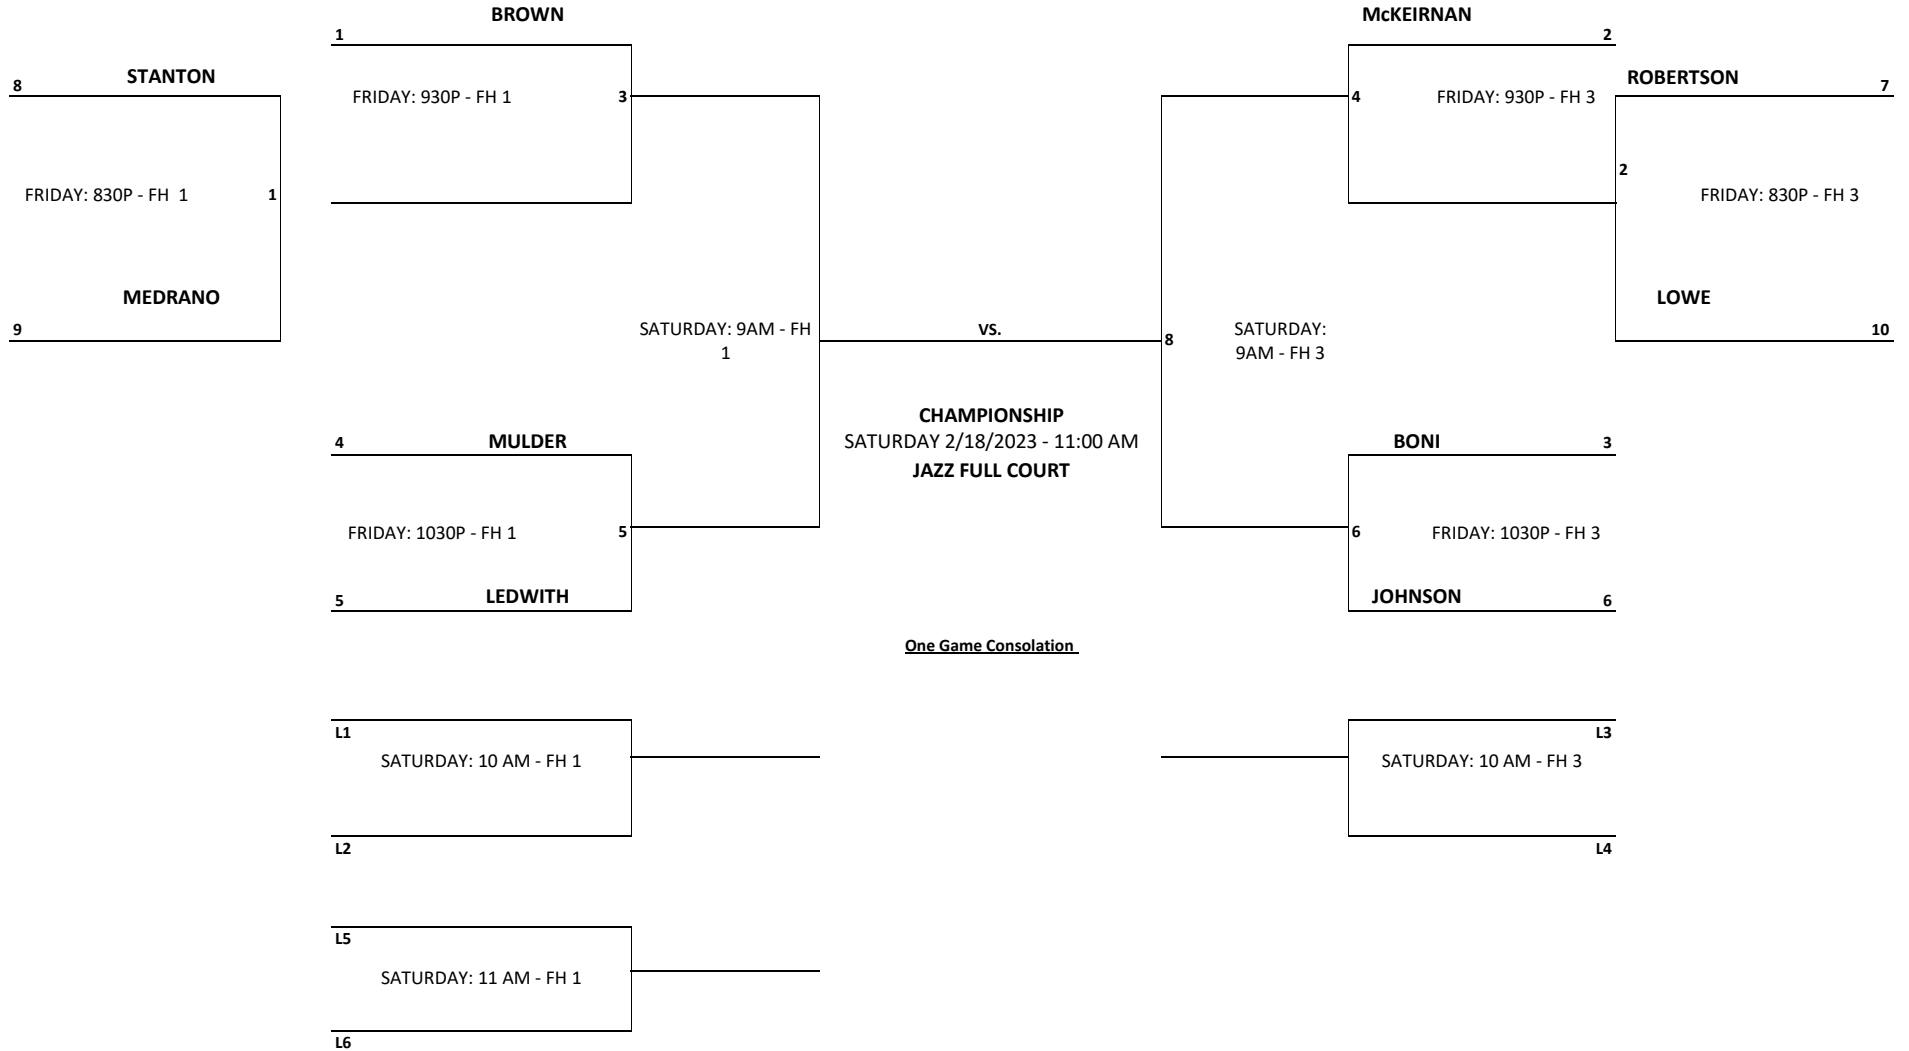 BROWN
McKEIRNAN
1
2
8
STANTON
ROBERTSON
7
FRIDAY: 930P - FH 1
3
4
FRIDAY: 930P - FH 3
2
FRIDAY: 830P - FH  1
1
FRIDAY: 830P - FH 3
MEDRANO
LOWE
9
10
SATURDAY: 9AM - FH
1
VS.
8
SATURDAY:
9AM - FH 3
CHAMPIONSHIP
SATURDAY 2/18/2023 - 11:00 AM
JAZZ FULL COURT
4
MULDER
BONI
3
FRIDAY: 1030P - FH 1
5
6
FRIDAY: 1030P - FH 3
5
LEDWITH
JOHNSON
6
One Game Consolation
L1
L3
SATURDAY: 10 AM - FH 1
SATURDAY: 10 AM - FH 3
L2
L4
L5
SATURDAY: 11 AM - FH 1
L6